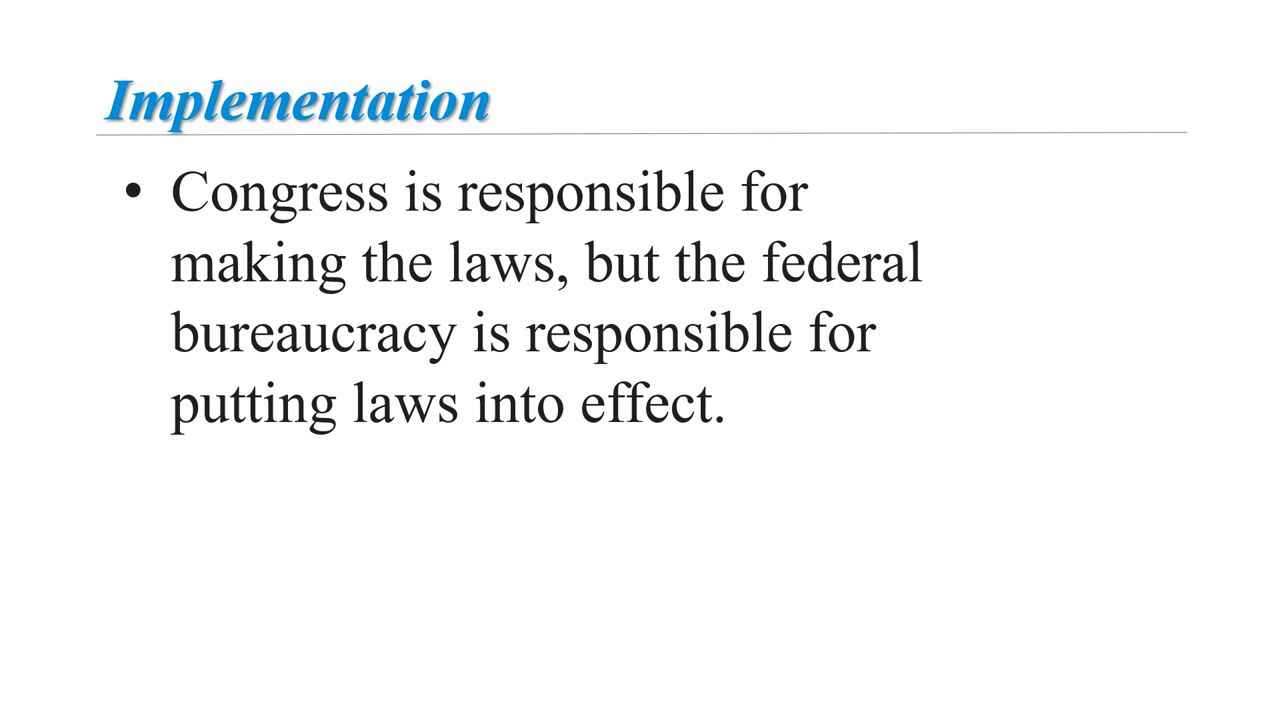 Implementation
• Congress is responsible for
making the laws, but the federal
bureaucracy is responsible for
putting laws into effect.